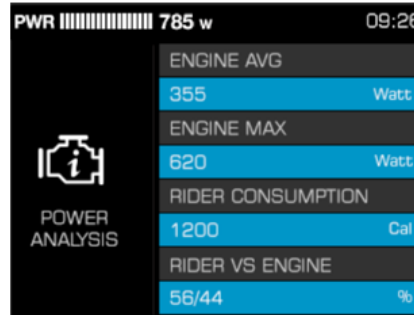 PWR 785 w 09:26
ENGINE AVG
355 Watt
ENGINE MAX
620 Watt
RIDER CONSUMPTION
1200 Cal
RIDER VS ENGINE
56/44 %
POWER
ANALYSIS